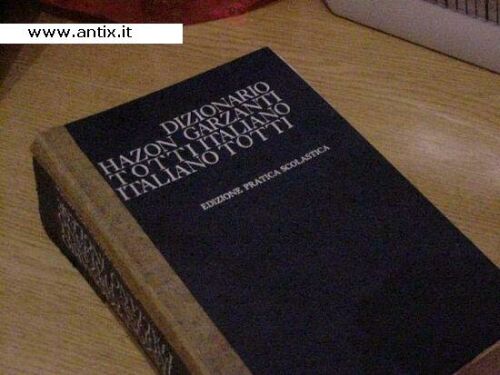 www.antix.it
DIZIONARIO
HAZON - GARZANTI
TOTTI ITALIANO
ITALIANO TOTTI
EDIZIONE PRATICA SCOLASTICA